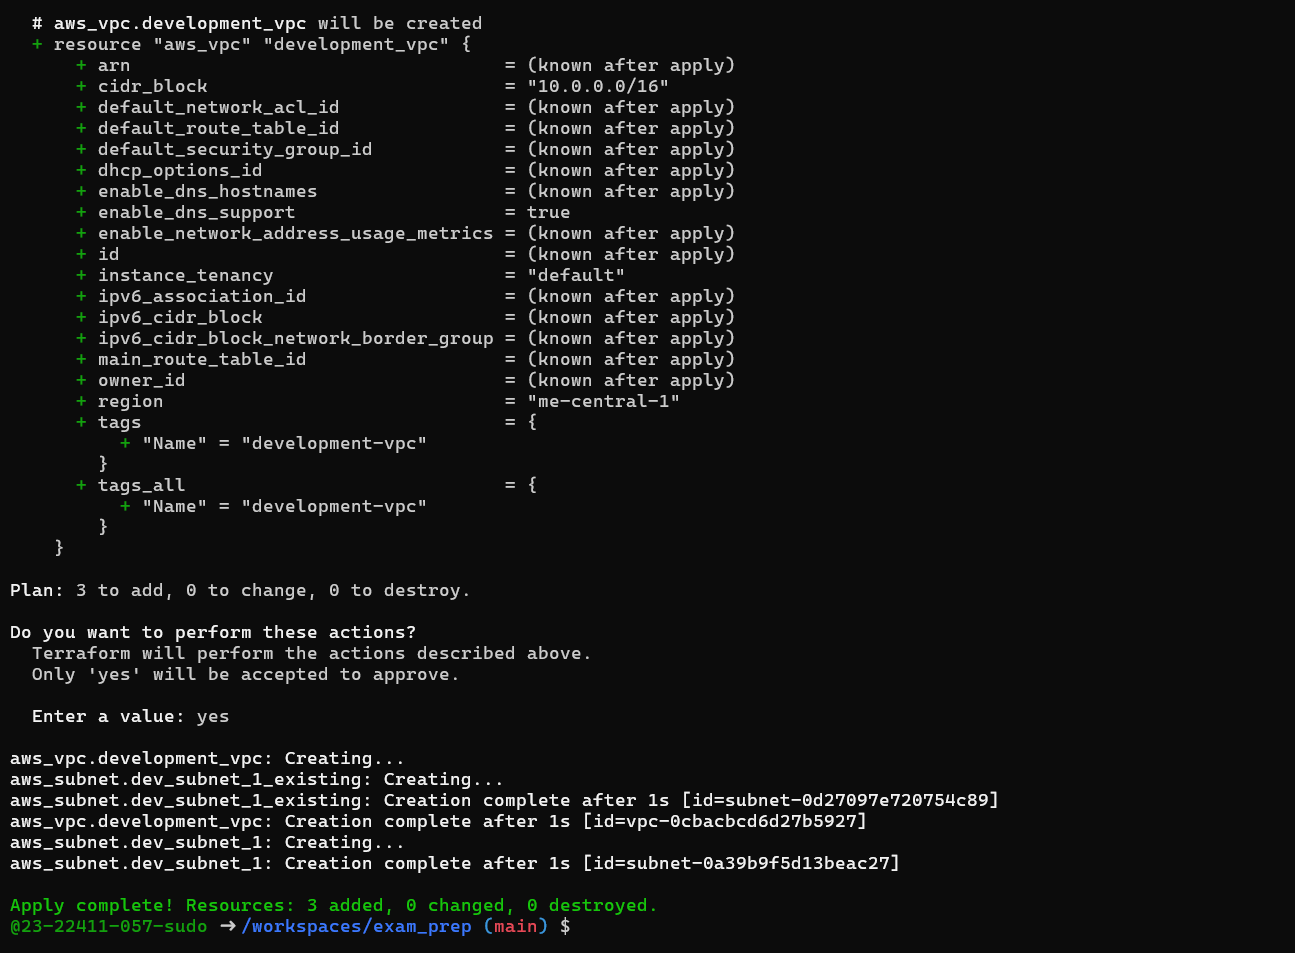 # aws_vpc.development_vpc will be created
+ resource "aws_vpc" "development_vpc" {
+ arn = (known after apply)
+ cidr_block = "10.0.0.0/16"
+ default_network_acl_id = (known after apply)
+ default_route_table_id = (known after apply)
+ default_security_group_id = (known after apply)
+ dhcp_options_id = (known after apply)
+ enable_dns_hostnames = (known after apply)
+ enable_dns_support = true
+ enable_network_address_usage_metrics = (known after apply)
+ id = (known after apply)
+ instance_tenancy = "default"
+ ipv6_association_id = (known after apply)
+ ipv6_cidr_block = (known after apply)
+ ipv6_cidr_block_network_border_group = (known after apply)
+ main_route_table_id = (known after apply)
+ owner_id = (known after apply)
+ region = "me-central-1"
+ tags = {
+ "Name" = "development-vpc"
}
+ tags_all = {
+ "Name" = "development-vpc"
}
}
Plan: 3 to add, 0 to change, 0 to destroy.
Do you want to perform these actions?
Terraform will perform the actions described above.
Only 'yes' will be accepted to approve.
Enter a value: yes
aws_vpc.development_vpc: Creating...
aws_subnet.dev_subnet_1_existing: Creating...
aws_subnet.dev_subnet_1_existing: Creation complete after 1s [id=subnet-0d27097e720754c89]
aws_vpc.development_vpc: Creation complete after 1s [id=vpc-0cbacbcd6d27b5927]
aws_subnet.dev_subnet_1: Creating...
aws_subnet.dev_subnet_1: Creation complete after 1s [id=subnet-0a39b9f5d13beac27]
Apply complete! Resources: 3 added, 0 changed, 0 destroyed.
@23-22411-057-sudo ➜ /workspaces/exam_prep (main) $